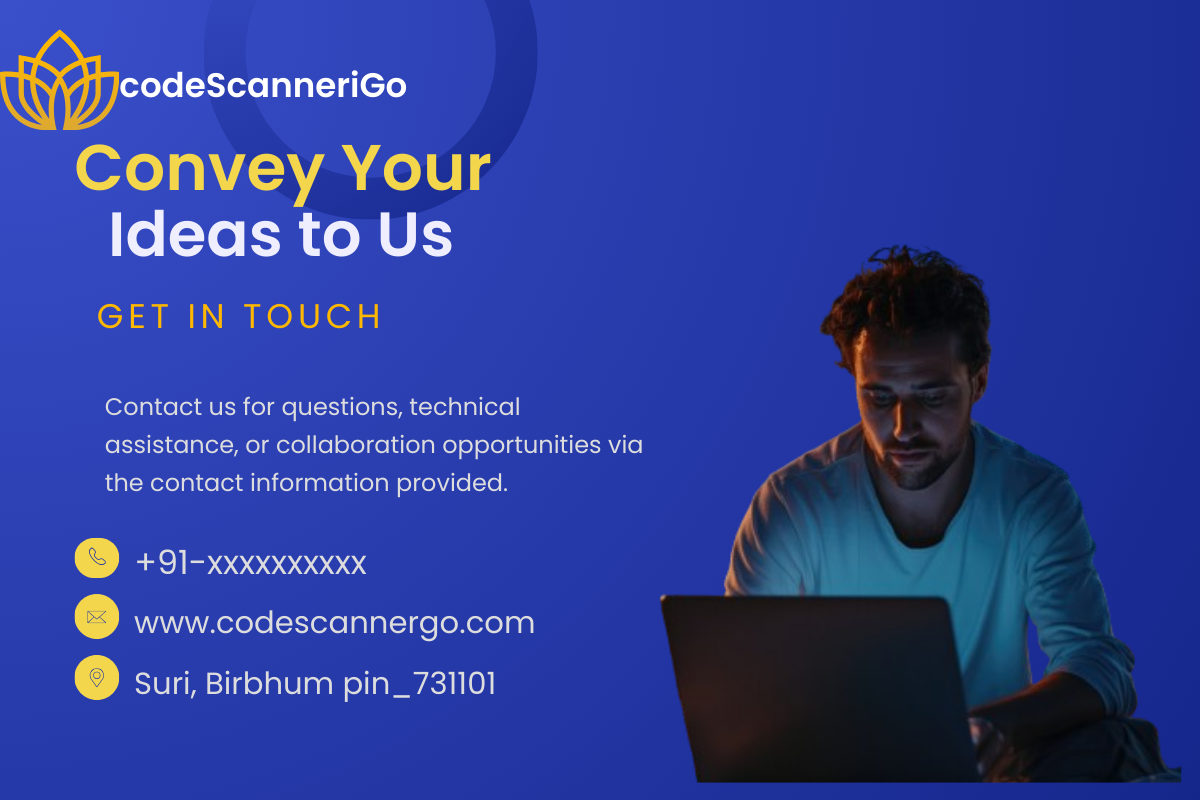 codeScanneriGo
Convey Your
Ideas to Us
GET IN TOUCH
Contact us for questions, technical
assistance, or collaboration opportunities via
the contact information provided.
+91-xxxxxxxxxx
www.codescannergo.com
Suri, Birbhum pin_731101